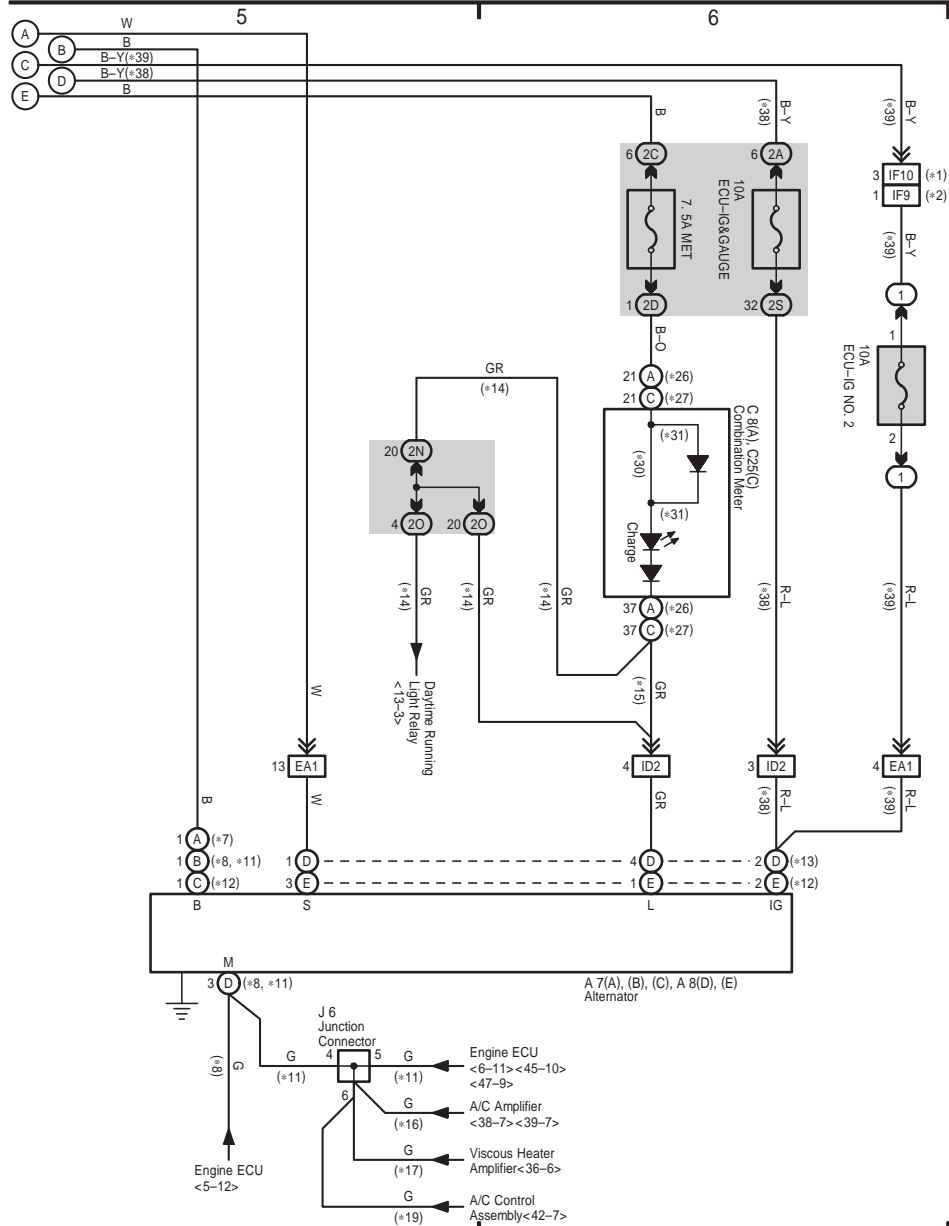 5
6
A
W
B
B
C
B–Y(*39)
D
B–Y(*38)
E
B
B
(*38)
B–Y
(*39)
B–Y
6 2C
6 2A
3 IF10 (*1)
1 IF9 (*2)
7. 5A MET
10A
ECU–IG&GAUGE
(*39)
B–Y
1 2D
32 2S
1
1
B–O
10A
ECU–IG NO. 2
2
1
GR
(*14)
21 A (*26)
21 C (*27)
C 8(A), C25(C)
Combination Meter
(*31)
(*30)
(*31)
Charge
20 2N
4 2O
20 2O
37 A (*26)
37 C (*27)
(*14)
GR
(*14)
GR
(*14)
GR
(*38)
R–L
(*39)
R–L
Daytime Running
Light Relay
<13–3>
W
(*15)
GR
13 EA1
4 ID2
3 ID2
4 EA1
B
W
GR
(*38)
R–L
(*39)
R–L
1 A (*7)
1 B (*8, *11)
1 D
4 D
2 D (*13)
1 C (*12)
3 E
1 E
2 E (*12)
B
S
L
IG
M
3 D (*8, *11)
A 7(A), (B), (C), A 8(D), (E)
Alternator
J 6
Junction
Connector
(*8)
G
G
(*11)
4
5
6
G
(*11)
Engine ECU
<6–11><45–10>
<47–9>
G
(*16)
A/C Amplifier
<38–7><39–7>
G
(*17)
Viscous Heater
Amplifier<36–6>
Engine ECU
<5–12>
G
(*19)
A/C Control
Assembly<42–7>